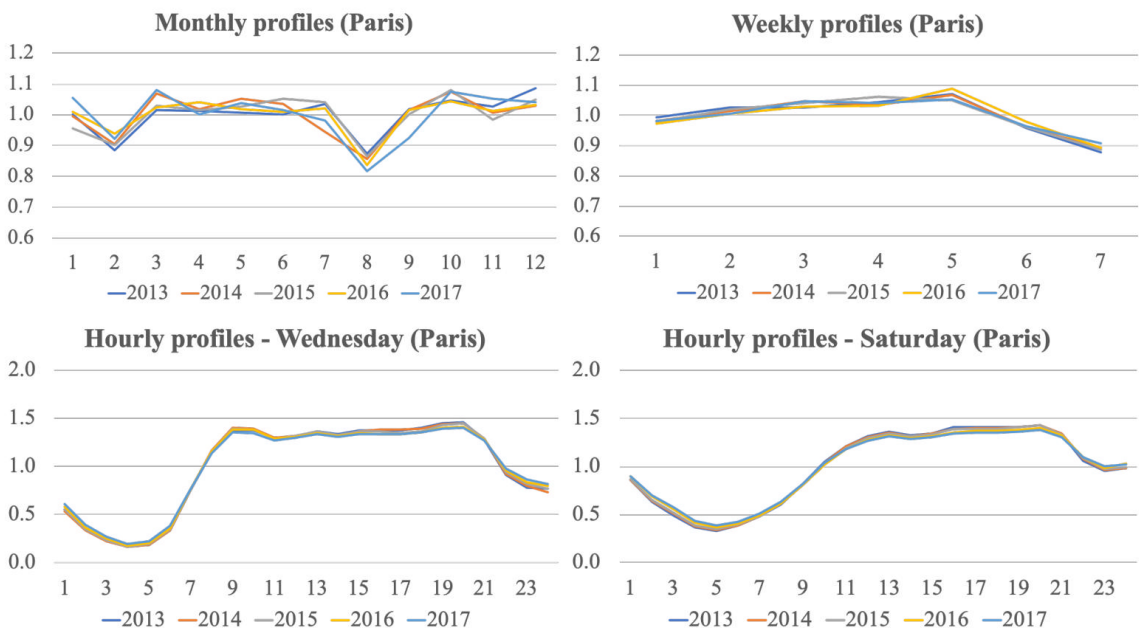 Monthly profiles (Paris)
1.2
1.1
1.0
0.9
0.8
0.7
0.6
1 2 3 4 5 6 7 8 9 10 11 12
2013 2014 2015 2016 2017
Weekly profiles (Paris)
1.2
1.1
1.0
0.9
0.8
0.7
0.6
1 2 3 4 5 6 7
2013 2014 2015 2016 2017
Hourly profiles - Wednesday (Paris)
2.0
1.5
1.0
0.5
0.0
1 3 5 7 9 11 13 15 17 19 21 23
2013 2014 2015 2016 2017
Hourly profiles - Saturday (Paris)
2.0
1.5
1.0
0.5
0.0
1 3 5 7 9 11 13 15 17 19 21 23
2013 2014 2015 2016 2017